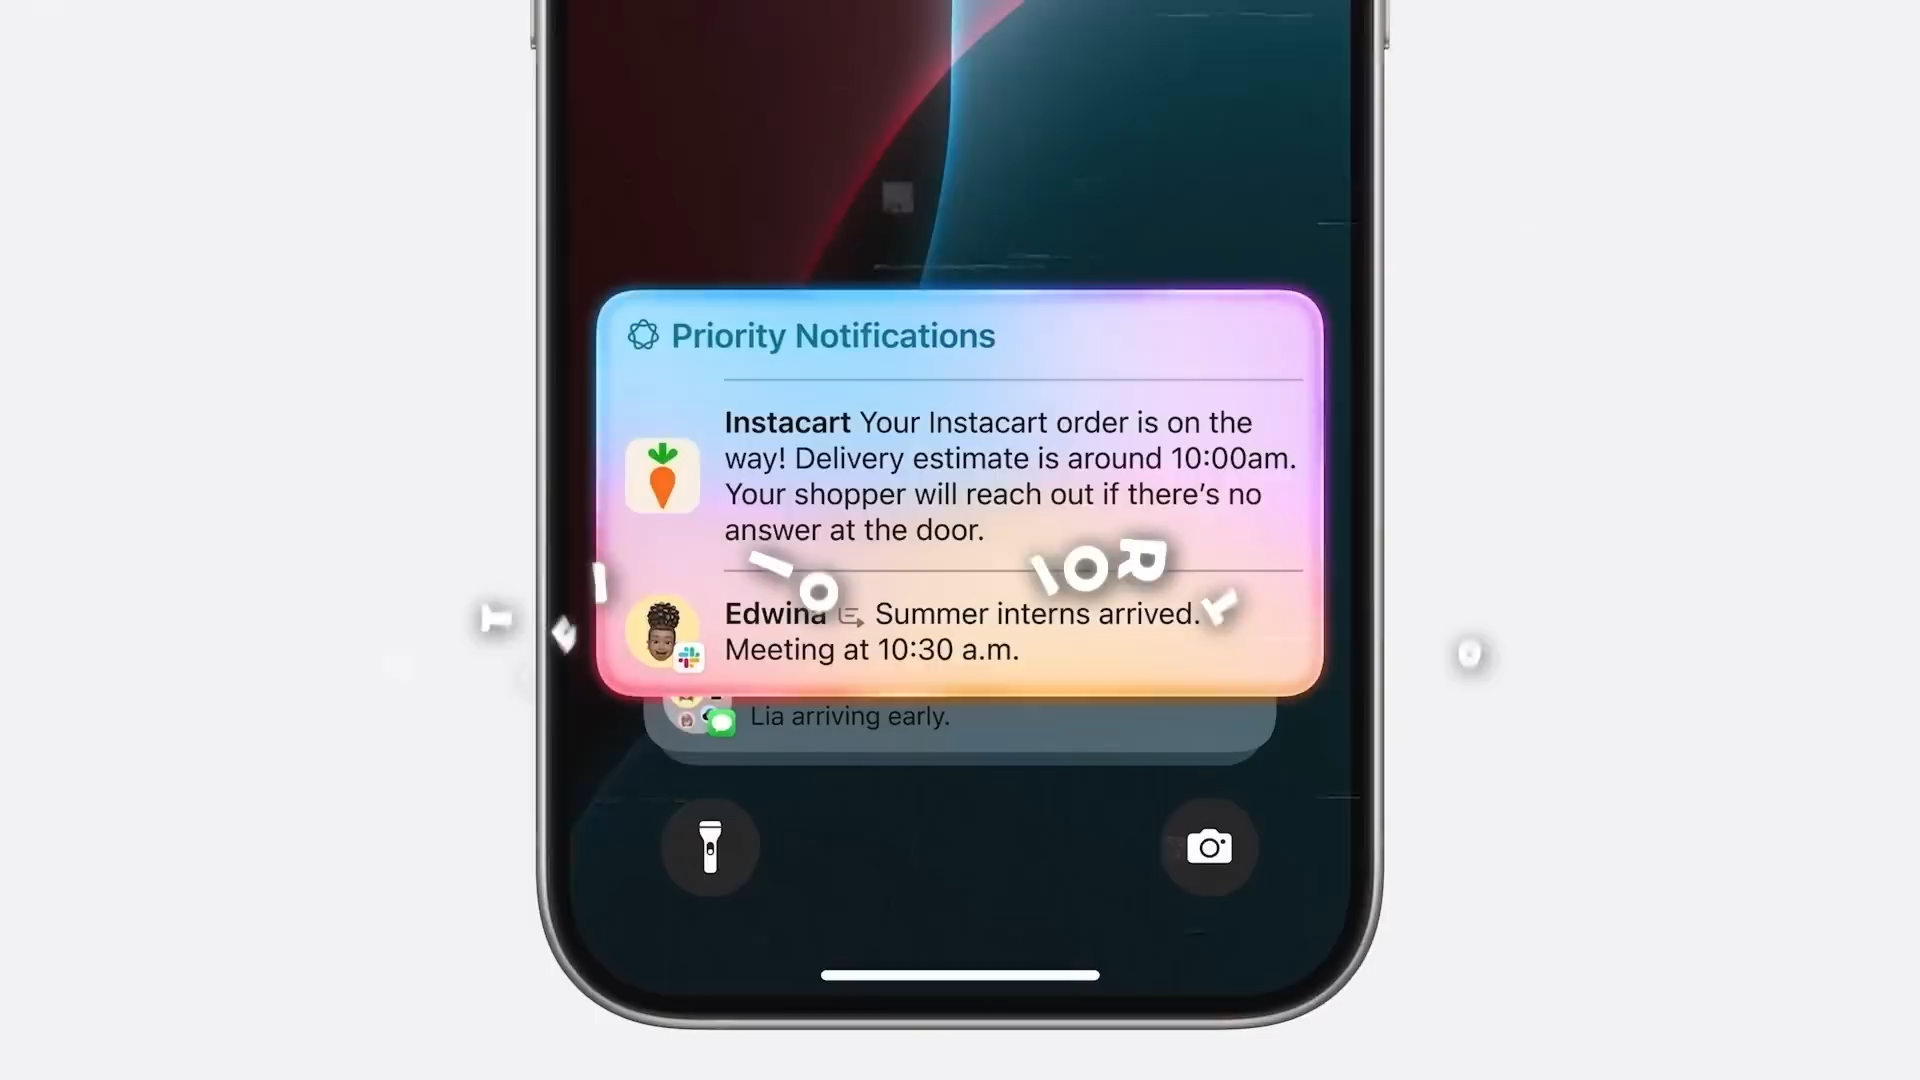 Priority Notifications
Instacart Your Instacart order is on the
way! Delivery estimate is around 10:00am.
Your shopper will reach out if there’s no
answer at the door.
Edwina Summer interns arrived.
Meeting at 10:30 a.m.
Lia arriving early.